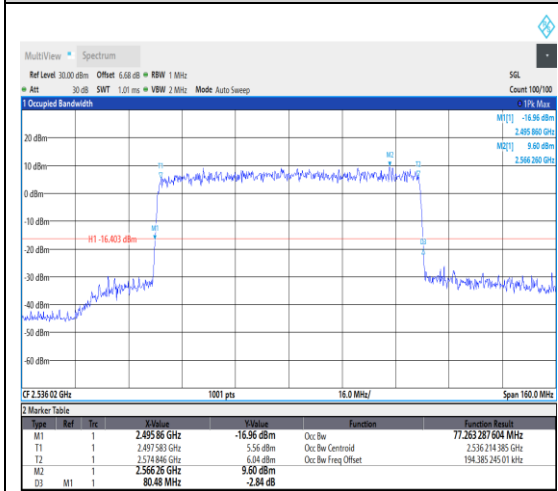 MultiView Spectrum
Ref Level 30.00 dBm Offset 6.68 dB RBW 1 MHz SGL
Att 30 dB SWT 1.01 ms VBW 2 MHz Mode Auto Sweep Count 100/100
1 Occupied Bandwidth 1Pk Max
M1[1] -16.96 dBm
2.495 860 GHz
M2[1] 9.60 dBm
2.566 260 GHz
20 dBm
10 dBm
0 dBm
-10 dBm
-20 dBm
-30 dBm
-40 dBm
-50 dBm
-60 dBm
T1
M2
T2
M1
H1 -16.403 dBm
D3
CF 2.536 02 GHz 1001 pts 16.0 MHz/ Span 160.0 MHz
2 Marker Table
Type Ref Trc X-Value Y-Value Function Function Result
M1 1 2.495 86 GHz -16.96 dBm Occ Bw 77.263 287 604 MHz
T1 1 2.497 583 GHz 5.56 dBm Occ Bw Centroid 2.536 214 385 GHz
T2 1 2.574 846 GHz 6.04 dBm Occ Bw Freq Offset 194.385 245 01 kHz
M2 1 2.566 26 GHz 9.60 dBm
D3 M1 1 80.48 MHz -2.84 dB